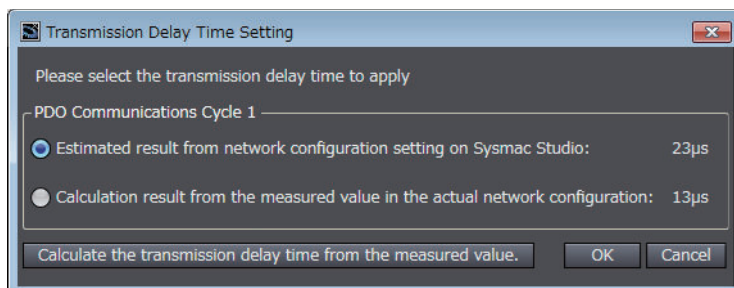 Transmission Delay Time Setting
Please select the transmission delay time to apply
PDO Communications Cycle 1
Estimated result from network configuration setting on Sysmac Studio: 23µs
Calculation result from the measured value in the actual network configuration: 13µs
Calculate the transmission delay time from the measured value. OK Cancel